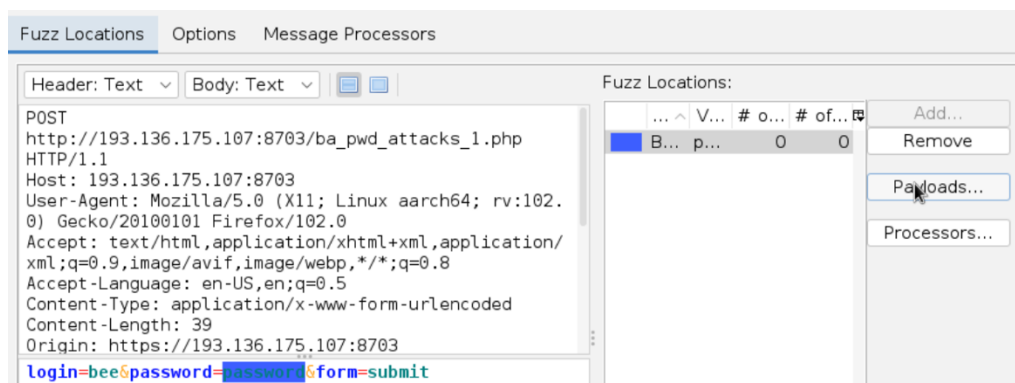 Fuzz Locations Options Message Processors
Header: Text Body: Text Fuzz Locations:
POST
http://193.136.175.107:8703/ba_pwd_attacks_1.php
HTTP/1.1
Host: 193.136.175.107:8703
User-Agent: Mozilla/5.0 (X11; Linux aarch64; rv:102.
0) Gecko/20100101 Firefox/102.0
Accept: text/html,application/xhtml+xml,application/
xml;q=0.9,image/avif,image/webp,*/*;q=0.8
Accept-Language: en-US,en;q=0.5
Content-Type: application/x-www-form-urlencoded
Content-Length: 39
Origin: https://193.136.175.107:8703
login=bee&password=password&form=submit
... V... # o... # of...
B... p... 0 0
Add...
Remove
Payloads...
Processors...